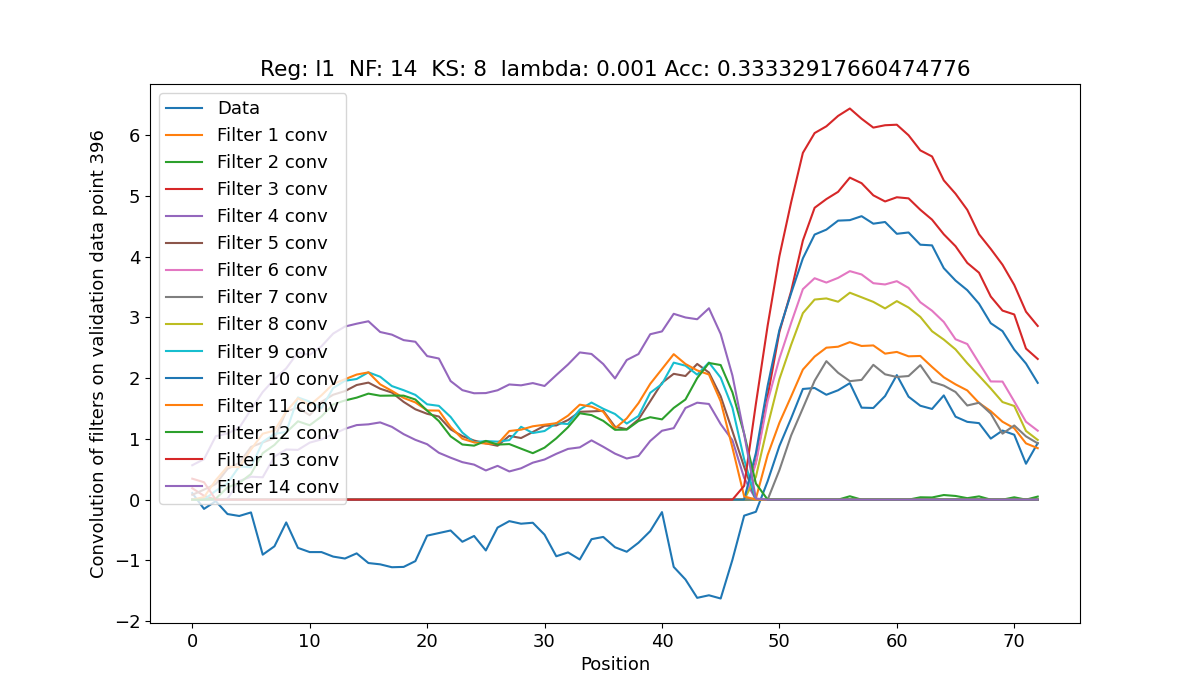 Reg: l1  NF: 14  KS: 8  lambda: 0.001 Acc: 0.33332917660474776
Convolution of filters on validation data point 396
Data
Filter 1 conv
Filter 2 conv
Filter 3 conv
Filter 4 conv
Filter 5 conv
Filter 6 conv
Filter 7 conv
Filter 8 conv
Filter 9 conv
Filter 10 conv
Filter 11 conv
Filter 12 conv
Filter 13 conv
Filter 14 conv
6
5
4
3
2
1
0
−1
−2
0 10 20 30 40 50 60 70
Position